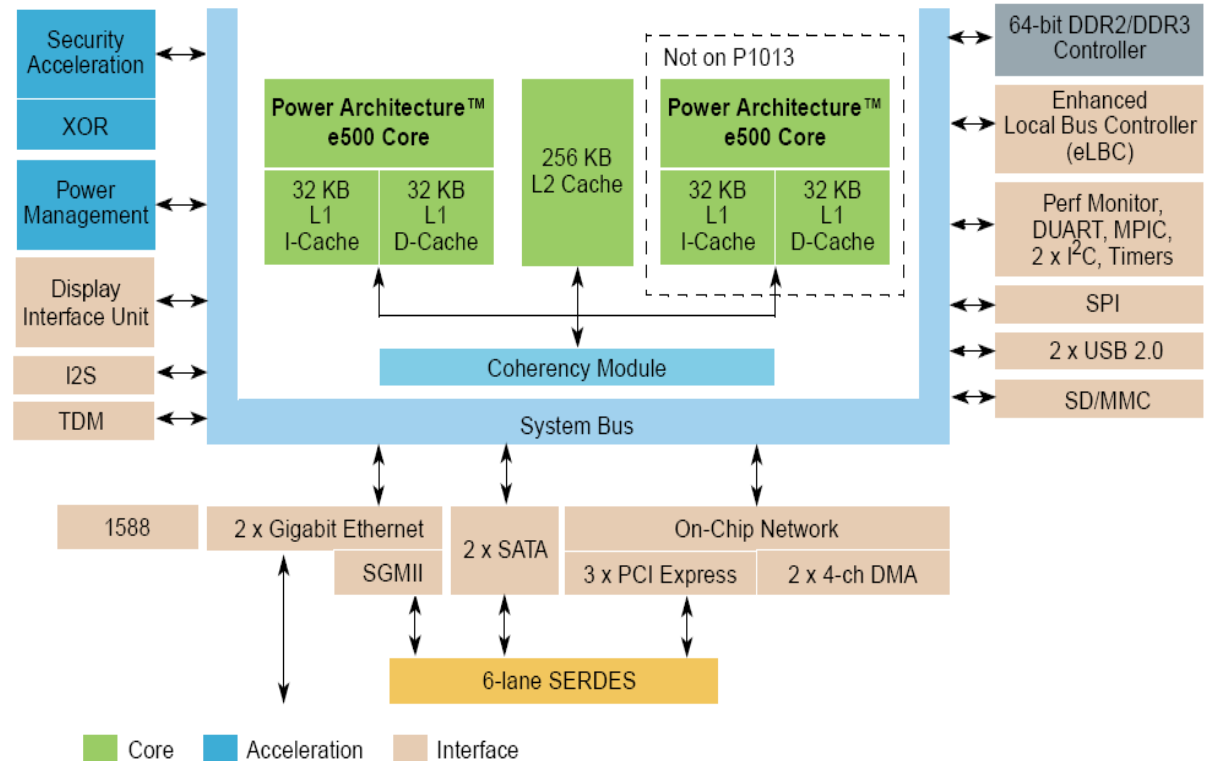 Security
Acceleration
XOR
Power
Management
Display
Interface Unit
I2S
TDM
Power Architecture™
e500 Core
32 KB
L1
I-Cache
32 KB
L1
D-Cache
256 KB
L2 Cache
Not on P1013
Power Architecture™
e500 Core
32 KB
L1
I-Cache
32 KB
L1
D-Cache
Coherency Module
System Bus
64-bit DDR2/DDR3
Controller
Enhanced
Local Bus Controller
(eLBC)
Perf Monitor,
DUART, MPIC,
2 x I²C, Timers
SPI
2 x USB 2.0
SD/MMC
1588
2 x Gigabit Ethernet
SGMII
2 x SATA
On-Chip Network
3 x PCI Express
2 x 4-ch DMA
6-lane SERDES
Core
Acceleration
Interface